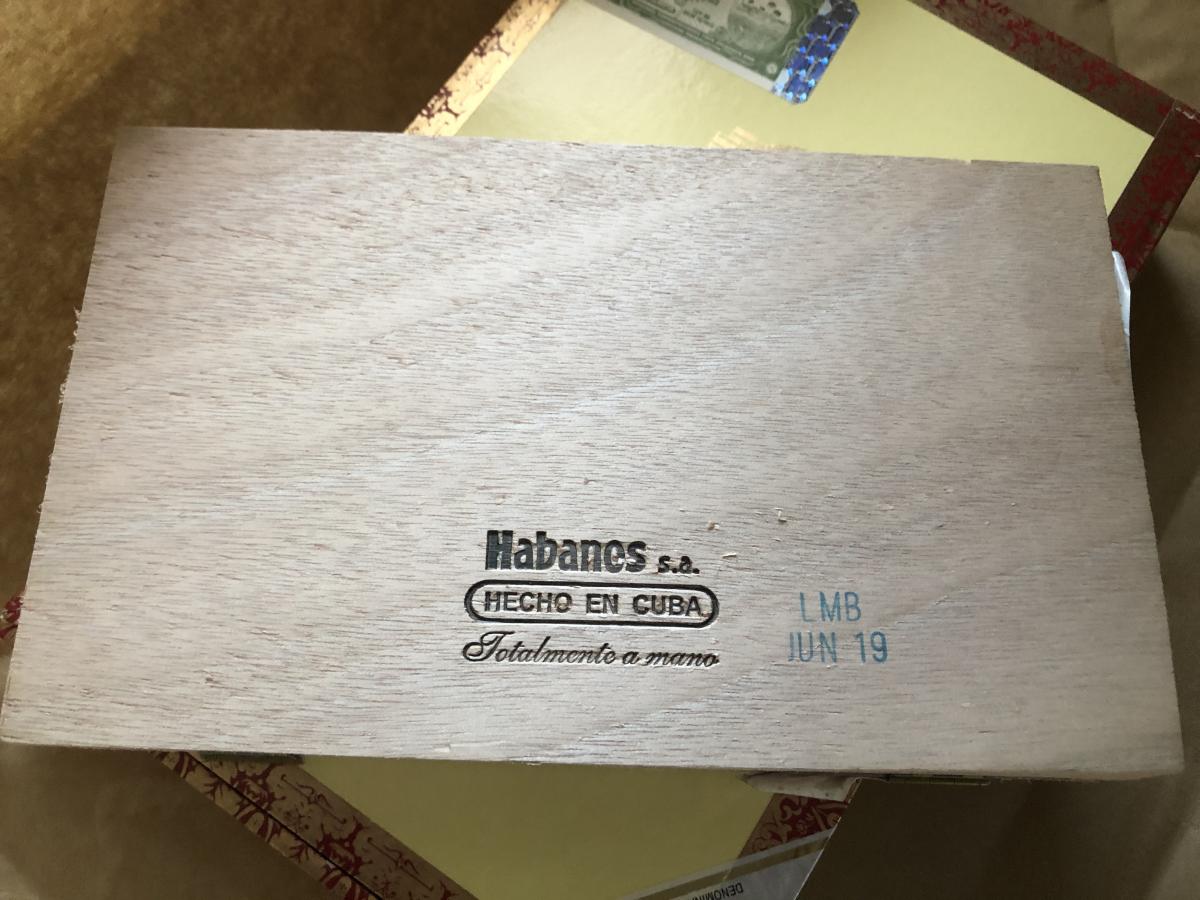 Habanos s.a.
HECHO EN CUBA
Totalmente a mano
LMB
JUN 19